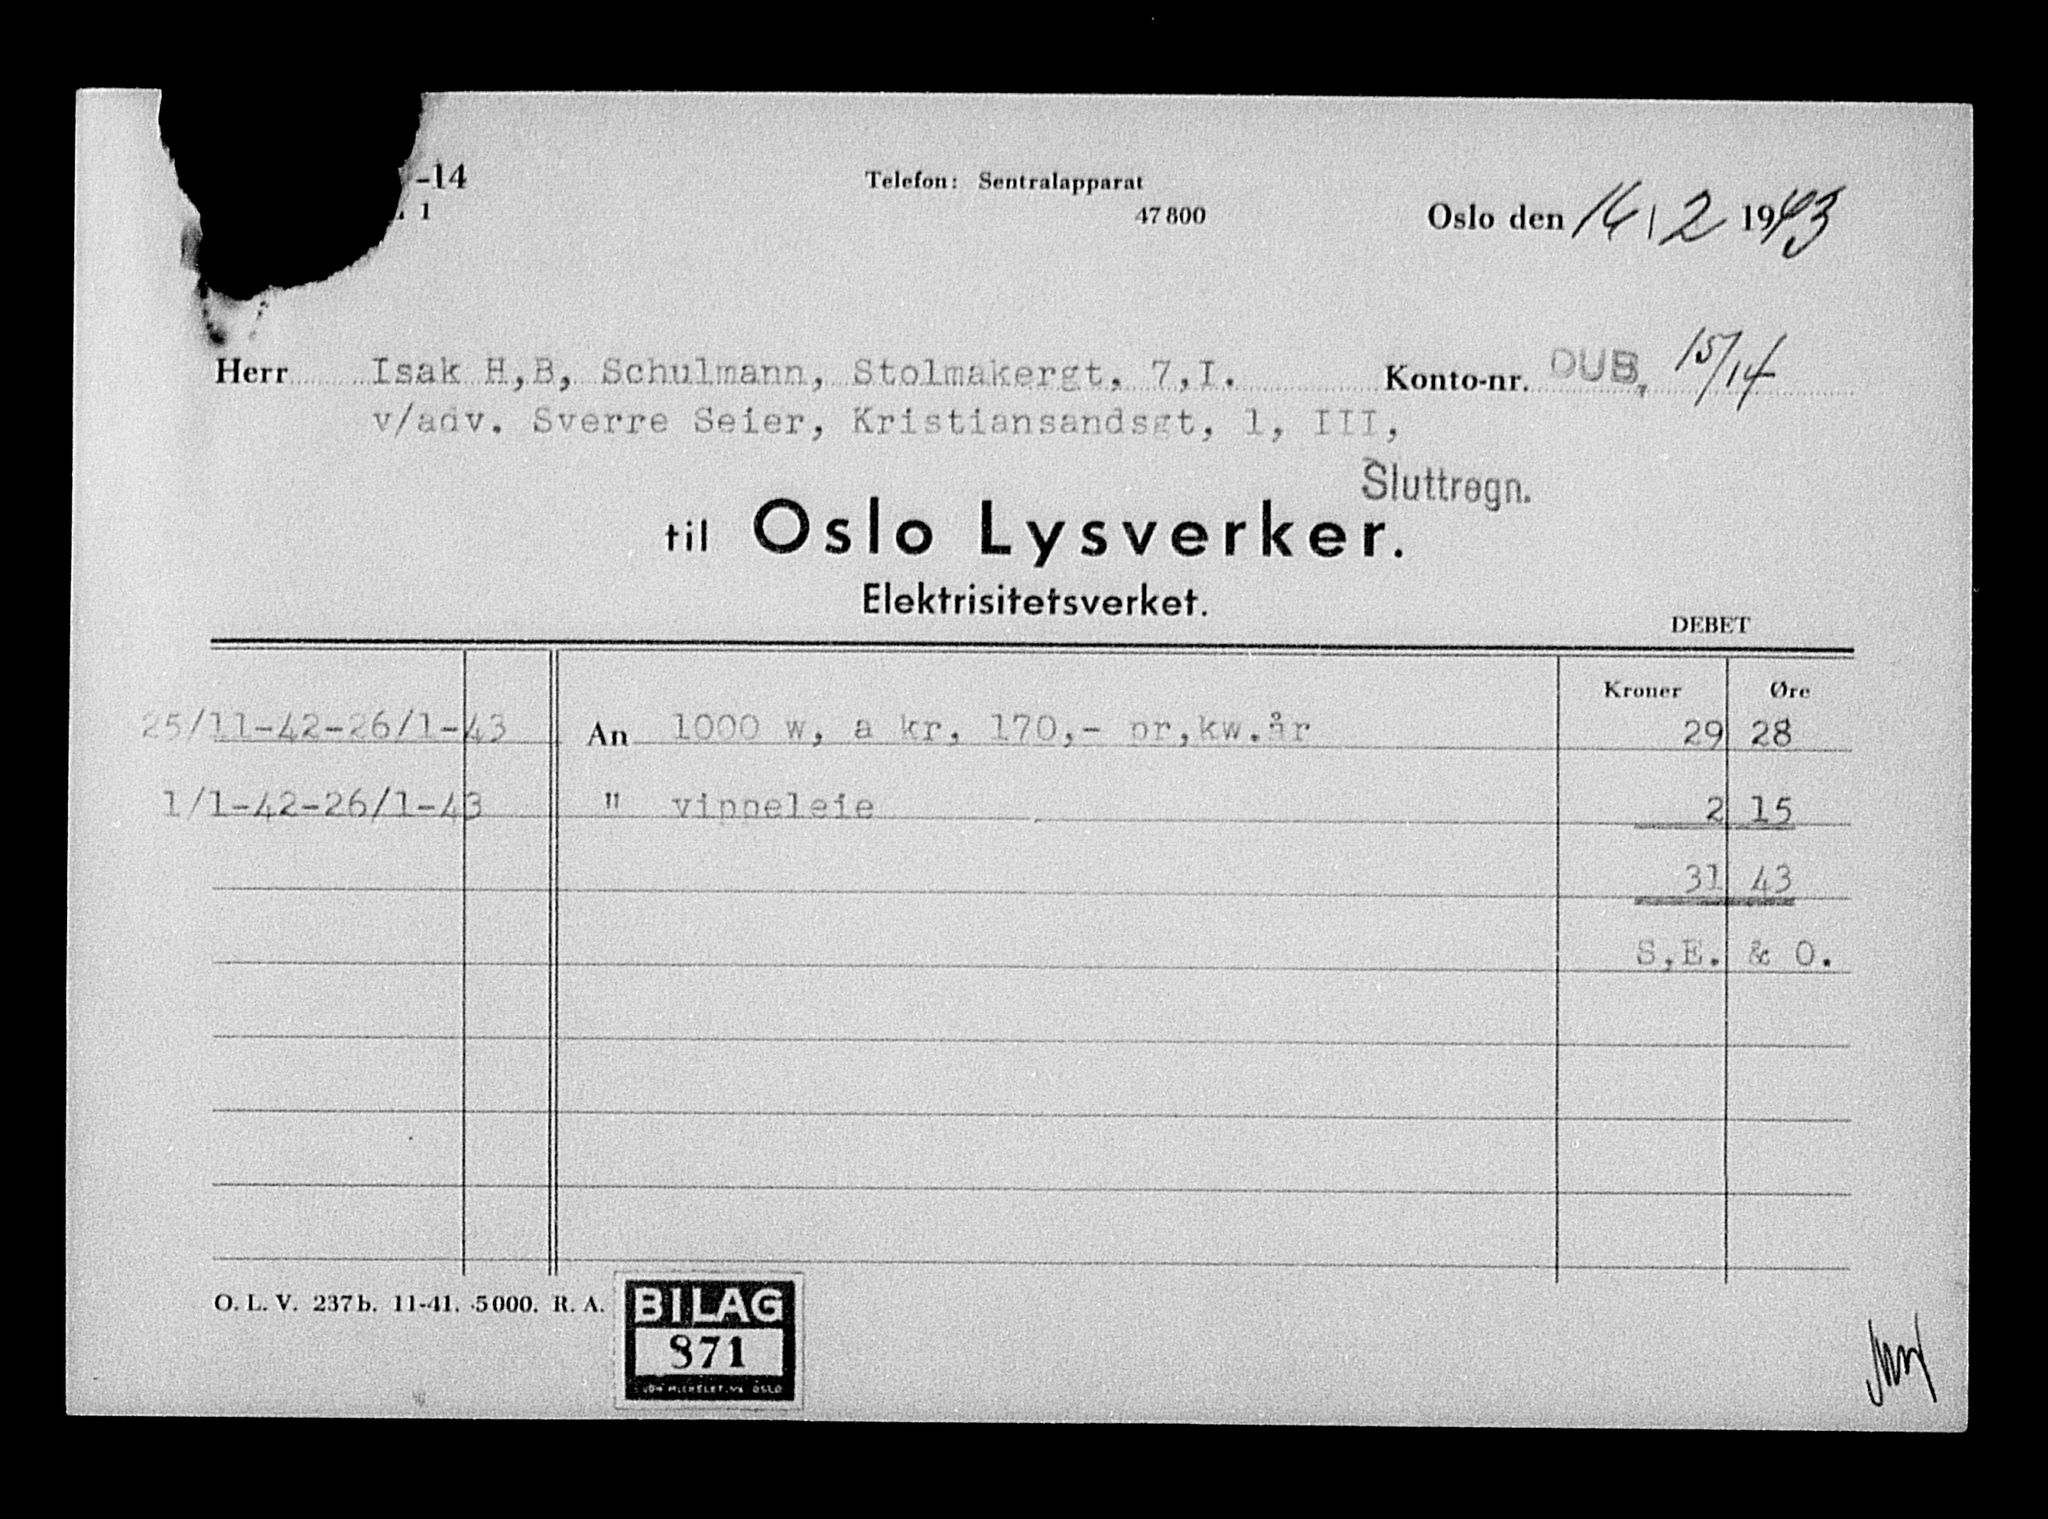 -14
1
Telefon: Sentralapparat
47 800
Oslo den 16/2 1943
Herr Isak H,B, Schulmann, Stolmakergt, 7,I. Konto-nr. OUB, 15/14
v/adv. Sverre Seier, Kristiansandsgt, 1, III,
Sluttregn.
til Oslo Lysverker.
Elektrisitetsverket.
DEBET
Kroner Øre
25/11-42-26/1-43 An 1000 w, a kr, 170,- pr,kw.år 29 28
1/1-42-26/1-43 " vippeleie 2 15
31 43
S,E. & O.
O. L. V. 237b. 11-41. 5000. R. A.
BILAG
871